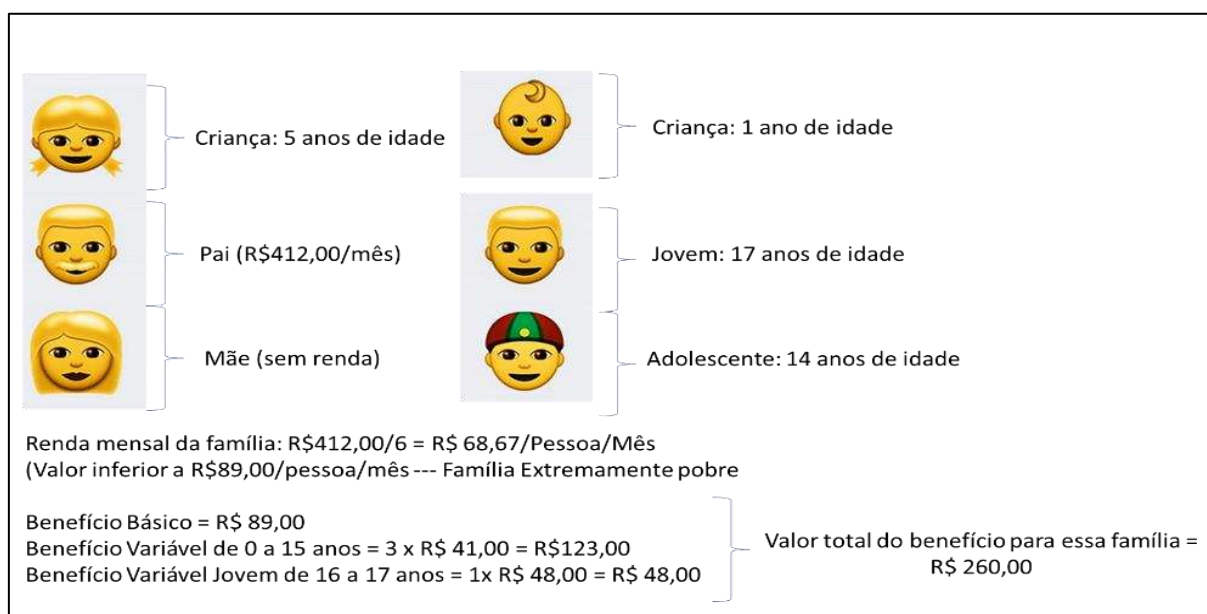 Criança: 5 anos de idade
Criança: 1 ano de idade
Pai (R$412,00/mês)
Jovem: 17 anos de idade
Mãe (sem renda)
Adolescente: 14 anos de idade
Renda mensal da família: R$412,00/6 = R$ 68,67/Pessoa/Mês
(Valor inferior a R$89,00/pessoa/mês --- Família Extremamente pobre
Benefício Básico = R$ 89,00
Benefício Variável de 0 a 15 anos = 3 x R$ 41,00 = R$123,00
Benefício Variável Jovem de 16 a 17 anos = 1x R$ 48,00 = R$ 48,00
Valor total do benefício para essa família =
R$ 260,00